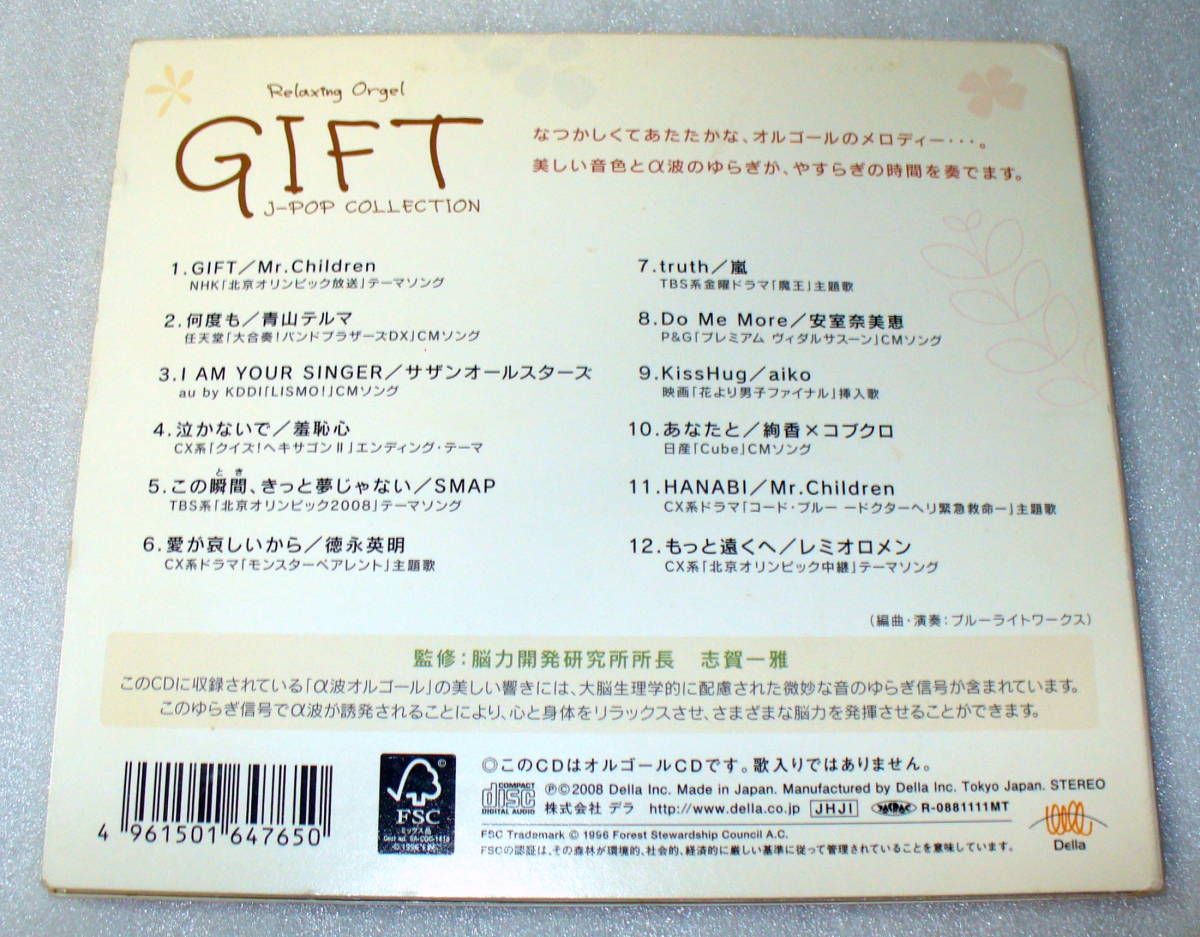 Relaxing Orgel
GIFT
J-POP COLLECTION
なつかしくてあたたかな、オルゴールのメロディー･･･。
美しい音色とα波のゆらぎが、やすらぎの時間を奏でます。
1.GIFT／Mr.Children
NHK｢北京オリンピック放送｣テーマソング
2.何度も／青山テルマ
任天堂｢大合奏!バンドブラザーズDX｣CMソング
3.I AM YOUR SINGER／サザンオールスターズ
au by KDDI｢LISMO!｣CMソング
4.泣かないで／羞恥心
CX系｢クイズ!ヘキサゴンⅡ｣エンディング・テーマ
とき
5.この瞬間、きっと夢じゃない／SMAP
TBS系｢北京オリンピック2008｣テーマソング
6.愛が哀しいから／徳永英明
CX系ドラマ｢モンスターペアレント｣主題歌
7.truth／嵐
TBS系金曜ドラマ｢魔王｣主題歌
8.Do Me More／安室奈美恵
P&G｢プレミアム ヴィダルサスーン｣CMソング
9.KissHug／aiko
映画｢花より男子ファイナル｣挿入歌
10.あなたと／絢香×コブクロ
日産｢Cube｣CMソング
11.HANABI／Mr.Children
CX系ドラマ｢コード・ブルー ードクターヘリ緊急救命ー｣主題歌
12.もっと遠くへ／レミオロメン
CX系｢北京オリンピック中継｣テーマソング
（編曲・演奏：ブルーライトワークス）
監修：脳力開発研究所所長 志賀一雅
このCDに収録されている｢α波オルゴール｣の美しい響きには、大脳生理学的に配慮された微妙な音のゆらぎ信号が含まれています。
このゆらぎ信号でα波が誘発されることにより、心と身体をリラックスさせ、さまざまな脳力を発揮させることができます。
4 961501 647650
©
FSC
ミックス品
◎このCDはオルゴールCDです。歌入りではありません。
COMPACT
disc
DIGITAL AUDIO
Ⓟ©2008 Della Inc. Made in Japan. Manufactured by Della Inc. Tokyo Japan. STEREO
株式会社 デラ http://www.della.co.jp JHJI JASRAC R-0881111MT
FSC Trademark © 1996 Forest Stewardship Council A.C.
FSCの認証は、その森林が環境的、社会的、経済的に厳しい基準に従って管理されていることを意味しています。
Della